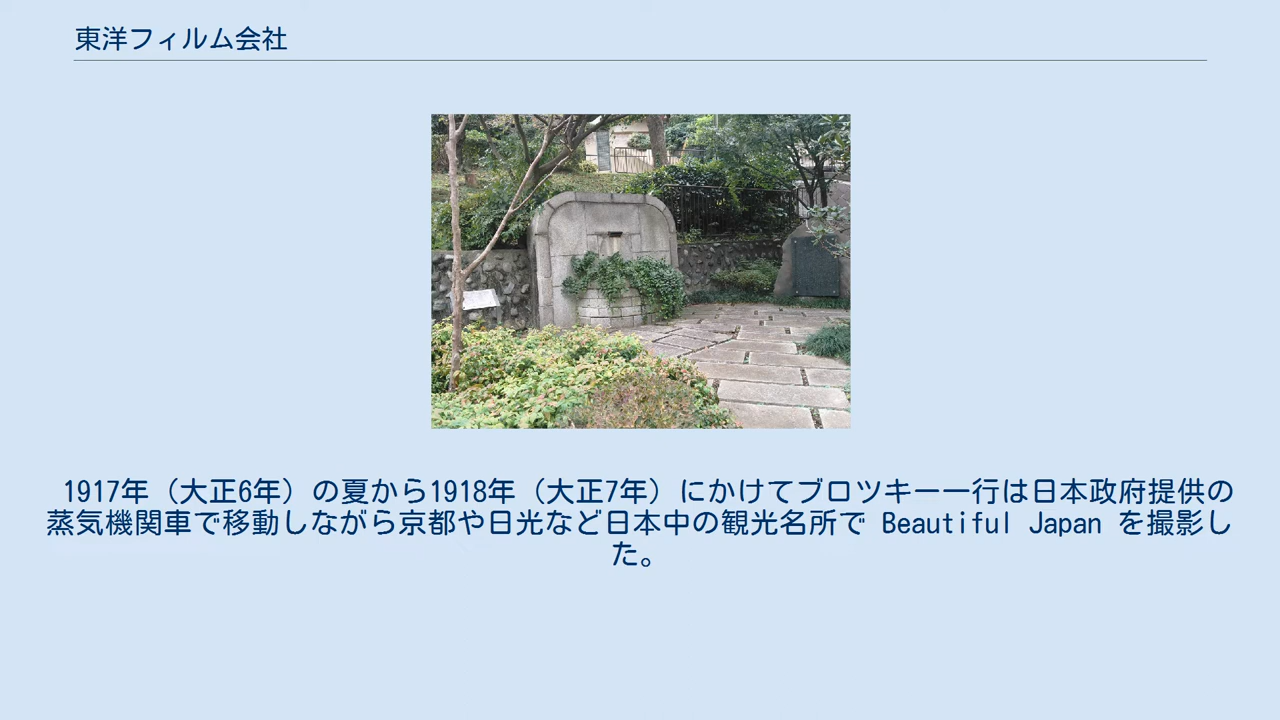 東洋フィルム会社
1917年（大正6年）の夏から1918年（大正7年）にかけてブロツキー一行は日本政府提供の
蒸気機関車で移動しながら京都や日光など日本中の観光名所で Beautiful Japan を撮影し
た。